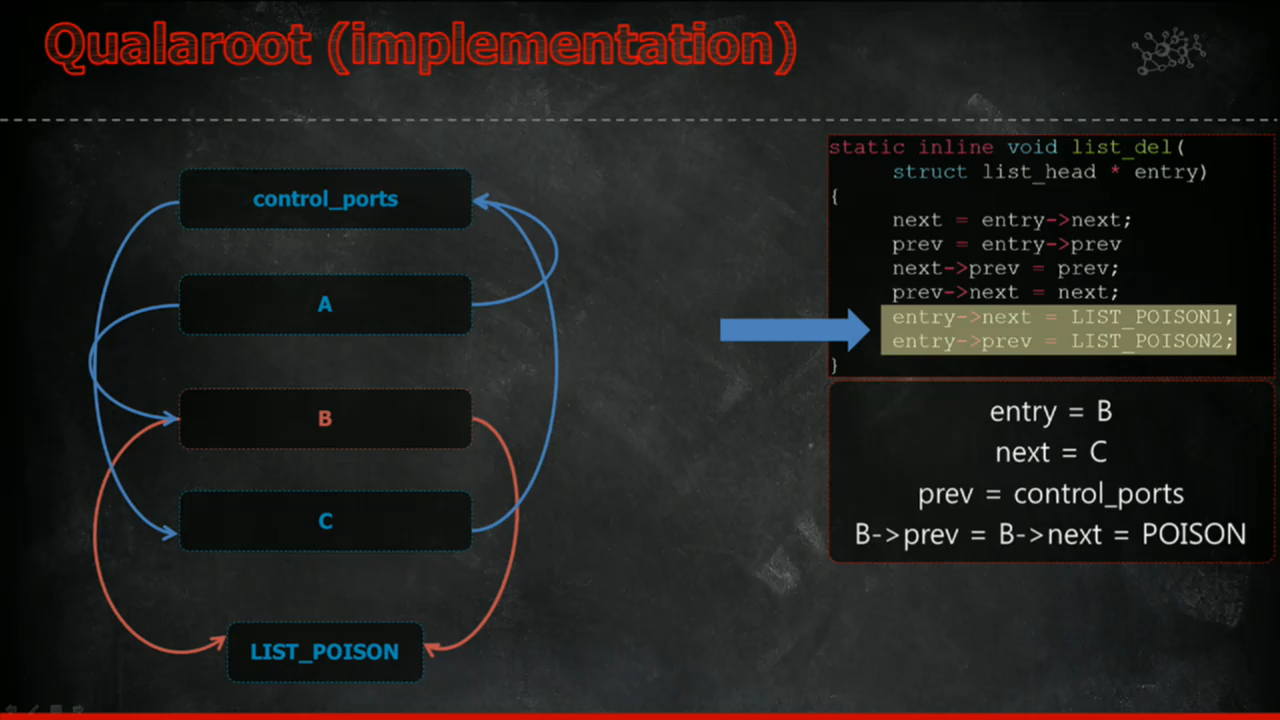 Qualaroot (implementation)
control_ports
A
B
C
LIST_POISON
static inline void list_del(
struct list_head * entry)
{
next = entry->next;
prev = entry->prev
next->prev = prev;
prev->next = next;
entry->next = LIST_POISON1;
entry->prev = LIST_POISON2;
}
entry = B
next = C
prev = control_ports
B->prev = B->next = POISON